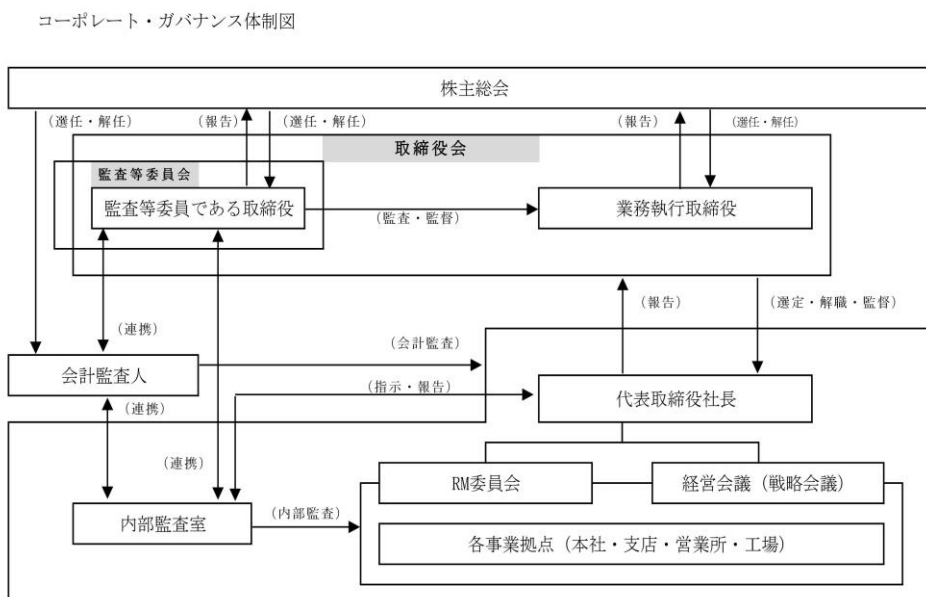 コーポレート・ガバナンス体制図
株主総会
(選任・解任)
(報告)
(選任・解任)
(報告)
(選任・解任)
取締役会
監査等委員会
監査等委員である取締役
(監査・監督)
業務執行取締役
(報告)
(選定・解職・監督)
(連携)
(会計監査)
会計監査人
(指示・報告)
代表取締役社長
(連携)
(連携)
RM委員会
経営会議(戦略会議)
内部監査室
(内部監査)
各事業拠点(本社・支店・営業所・工場)